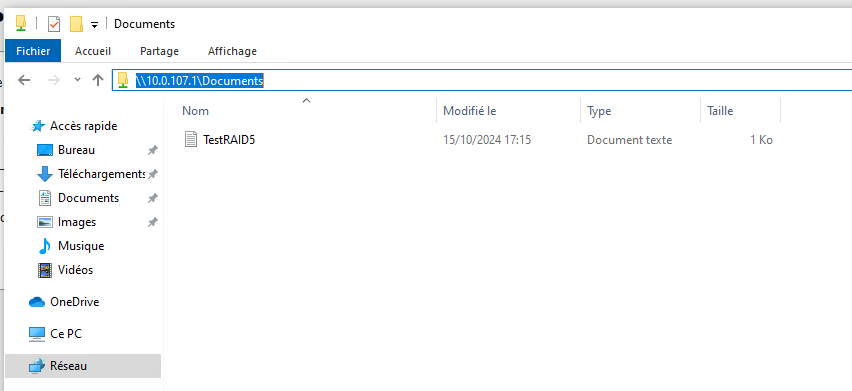 Documents
Fichier Accueil Partage Affichage
\\10.0.107.1\Documents
Nom Modifié le Type Taille
Accès rapide
TestRAID5 15/10/2024 17:15 Document texte 1 Ko
Bureau
Téléchargements
Documents
Images
Musique
Vidéos
OneDrive
Ce PC
Réseau